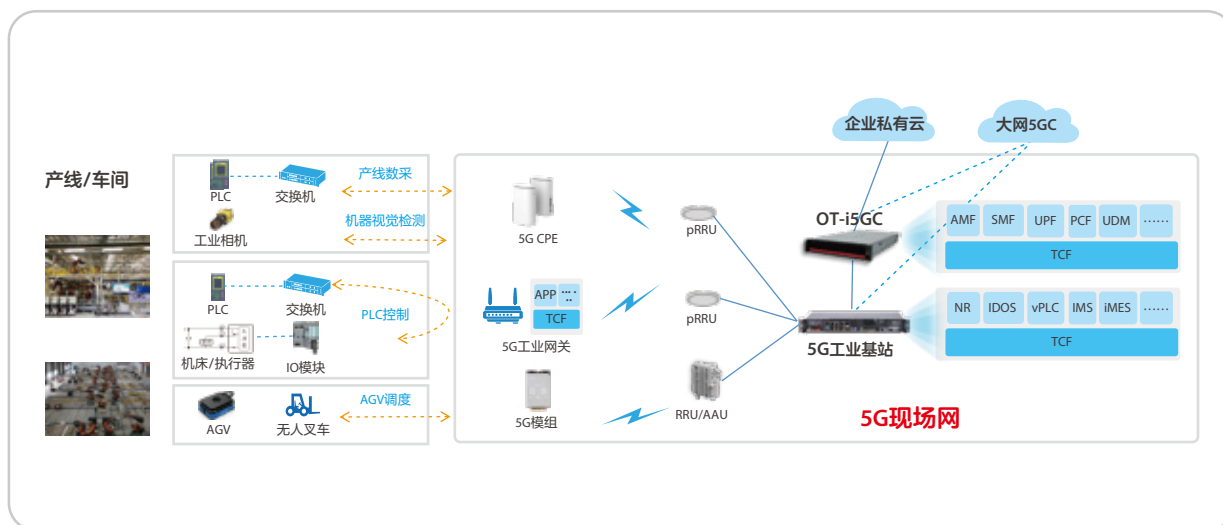 企业私有云
大网5GC
产线/车间
PLC
交换机
产线数采
工业相机
机器视觉检测
PLC
交换机
PLC控制
机床/执行器
IO模块
AGV
无人叉车
AGV调度
5G CPE
APP
TCF
5G工业网关
5G模组
pRRU
pRRU
RRU/AAU
OT-i5GC
AMF SMF UPF PCF UDM ……
TCF
5G工业基站
NR IDOS vPLC IMS iMES ……
TCF
5G现场网